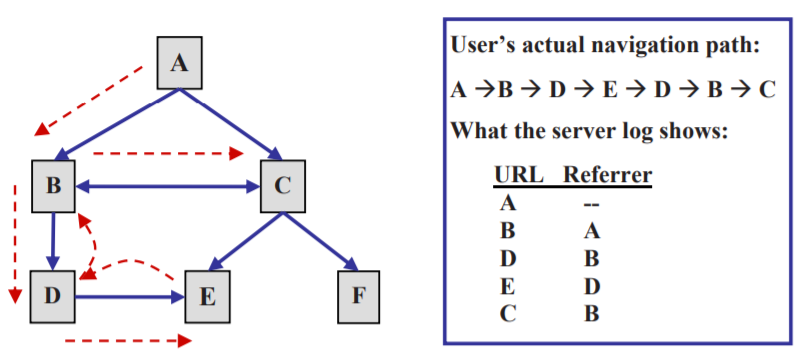 A
B
C
D
E
F
User’s actual navigation path:
A → B → D → E → D → B → C
What the server log shows:
URL Referrer
A --
B A
D B
E D
C B